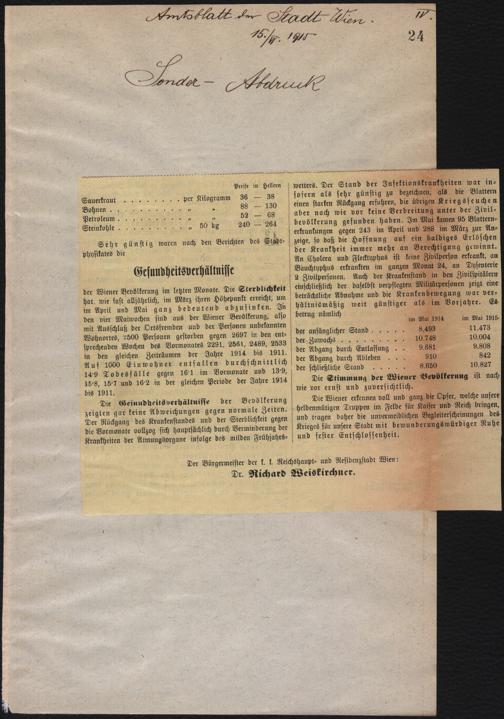 Amtsblatt der Stadt Wien.
IV.
15./V. 1915
24
Sonder- Abdruck
Preise in Hellern
Sauerkraut . . . . . . . . . per Kilogramm 36 — 38
Bohnen . . . . . . . . . . „ „ 88 — 130
Petroleum . . . . . . . . . „ „ 52 — 68
Steinkohle . . . . . . . . „ 50 kg 240 — 264
Sehr günstig waren nach den Berichten des Stadt-
physikates die
Gesundheitsverhältnisse
der Wiener Bevölkerung im letzten Monate. Die Sterblichkeit
hat, wie fast alljährlich, im März ihren Höhepunkt erreicht, um
im April und Mai ganz bedeutend abzusinken. In
den vier Maiwochen sind aus der Wiener Bevölkerung, also
mit Ausschluß der Ortsfremden und der Personen unbekannten
Wohnortes, 2500 Personen gestorben gegen 2697 in den ent-
sprechenden Wochen des Vormonates 2291, 2561, 2489, 2533
in den gleichen Zeiträumen der Jahre 1914 bis 1911.
Auf 1000 Einwohner entfallen durchschnittlich
14·9 Todesfälle gegen 16·1 im Vormonate und 13·9,
15·8, 15·7 und 16·2 in der gleichen Periode der Jahre 1914
bis 1911.
Die Gesundheitsverhältnisse der Bevölkerung
zeigten gar keine Abweichungen gegen normale Zeiten.
Der Rückgang des Krankenstandes und der Sterblichkeit gegen
die Vormonate vollzog sich hauptsächlich durch Verminderung der
Krankheiten der Atmungsorgane infolge des milden Frühjahrs-
wetters. Der Stand der Infektionskrankheiten war in-
sofern als sehr günstig zu bezeichnen, als die Blattern
einen starken Rückgang erfuhren, die übrigen Kriegsseuchen
aber nach wie vor keine Verbreitung unter der Zivil-
bevölkerung gefunden haben. Im Mai kamen 95 Blattern-
erkrankungen gegen 243 im April und 288 im März zur An-
zeige, so daß die Hoffnung auf ein baldiges Erlöschen
der Krankheit immer mehr an Berechtigung gewinnt.
An Cholera und Flecktyphus ist keine Zivilperson erkrankt, an
Bauchtyphus erkrankten im ganzen Monat 24, an Dysenterie
2 Zivilpersonen. Auch der Krankenstand in den Zivilspitälern
einschließlich der daselbst verpflegten Militärpersonen zeigt eine
beträchtliche Abnahme und die Krankenbewegung war ver-
hältnismäßig weit günstiger als im Vorjahre. Es
betrug nämlich
im Mai 1914 im Mai 1915
der anfänglicher Stand . . . . 8.493 11.473
der Zuwachs . . . . . . . 10.748 10.004
der Abgang durch Entlassung . . . 9.681 9.808
der Abgang durch Ableben . . . . 910 842
der schließliche Stand . . . . . 8.650 10.827
Die Stimmung der Wiener Bevölkerung ist nach
wie vor ernst und zuversichtlich.
Die Wiener erkennen voll und ganz die Opfer, welche unsere
heldenmütigen Truppen im Felde für Kaiser und Reich bringen,
und tragen daher die unvermeidlichen Begleiterscheinungen des
Krieges für unsere Stadt mit bewunderungswürdiger Ruhe
und fester Entschlossenheit.
Der Bürgermeister der k. k. Reichshaupt- und Residenzstadt Wien:
Dr. Richard Weiskirchner.